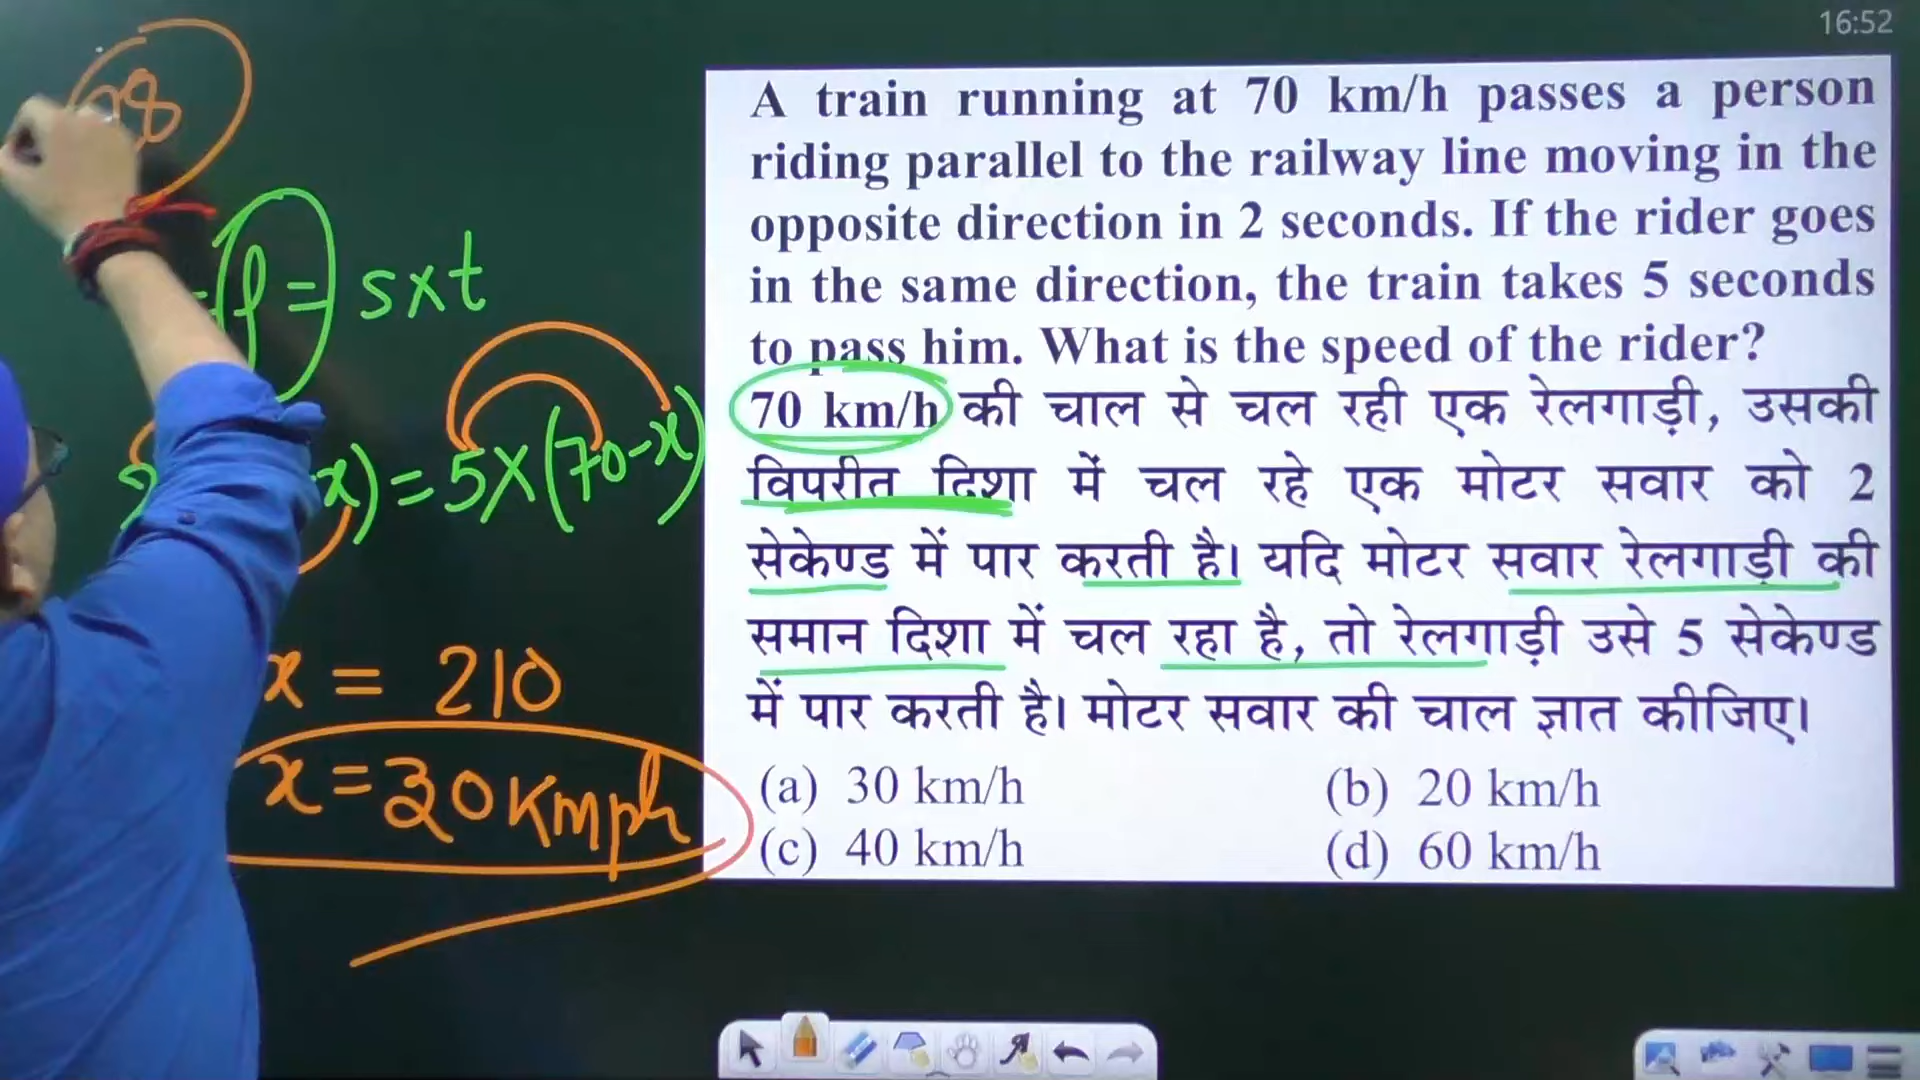 16:52
8
l = s x t
x) = 5 x (70 - x)
x = 210
x = 30 Kmph
A train running at 70 km/h passes a person
riding parallel to the railway line moving in the
opposite direction in 2 seconds. If the rider goes
in the same direction, the train takes 5 seconds
to pass him. What is the speed of the rider?
70 km/h की चाल से चल रही एक रेलगाड़ी, उसकी
विपरीत दिशा में चल रहे एक मोटर सवार को 2
सेकेण्ड में पार करती है। यदि मोटर सवार रेलगाड़ी की
समान दिशा में चल रहा है, तो रेलगाड़ी उसे 5 सेकेण्ड
में पार करती है। मोटर सवार की चाल ज्ञात कीजिए।
(a) 30 km/h (b) 20 km/h
(c) 40 km/h (d) 60 km/h